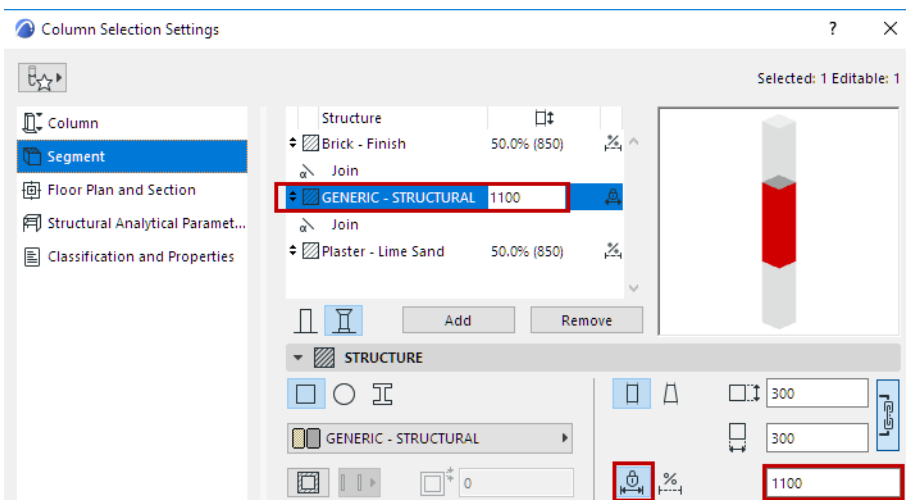 Column Selection Settings ?
Selected: 1 Editable: 1
Column
Segment
Floor Plan and Section
Structural Analytical Paramet...
Classification and Properties
Structure
Brick - Finish 50.0% (850) %
Join
GENERIC - STRUCTURAL 1100
Join
Plaster - Lime Sand 50.0% (850) %
Add Remove
STRUCTURE
300
GENERIC - STRUCTURAL 300
0 % 1100